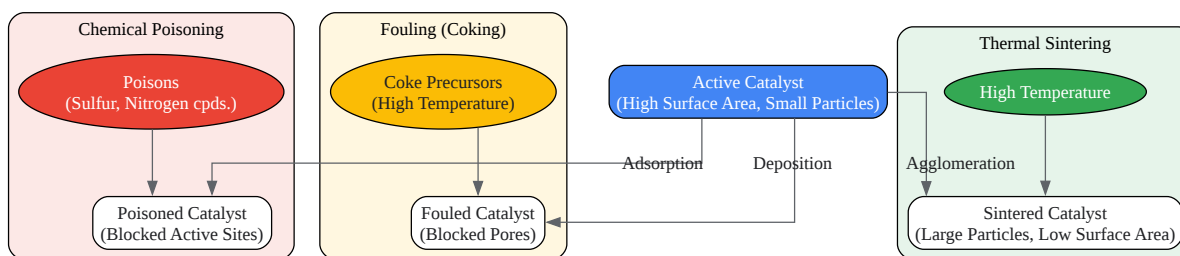 Chemical Poisoning
Poisons
(Sulfur, Nitrogen cpds.)
Poisoned Catalyst
(Blocked Active Sites)
Fouling (Coking)
Coke Precursors
(High Temperature)
Fouled Catalyst
(Blocked Pores)
Active Catalyst
(High Surface Area, Small Particles)
Adsorption
Deposition
Agglomeration
Thermal Sintering
High Temperature
Sintered Catalyst
(Large Particles, Low Surface Area)